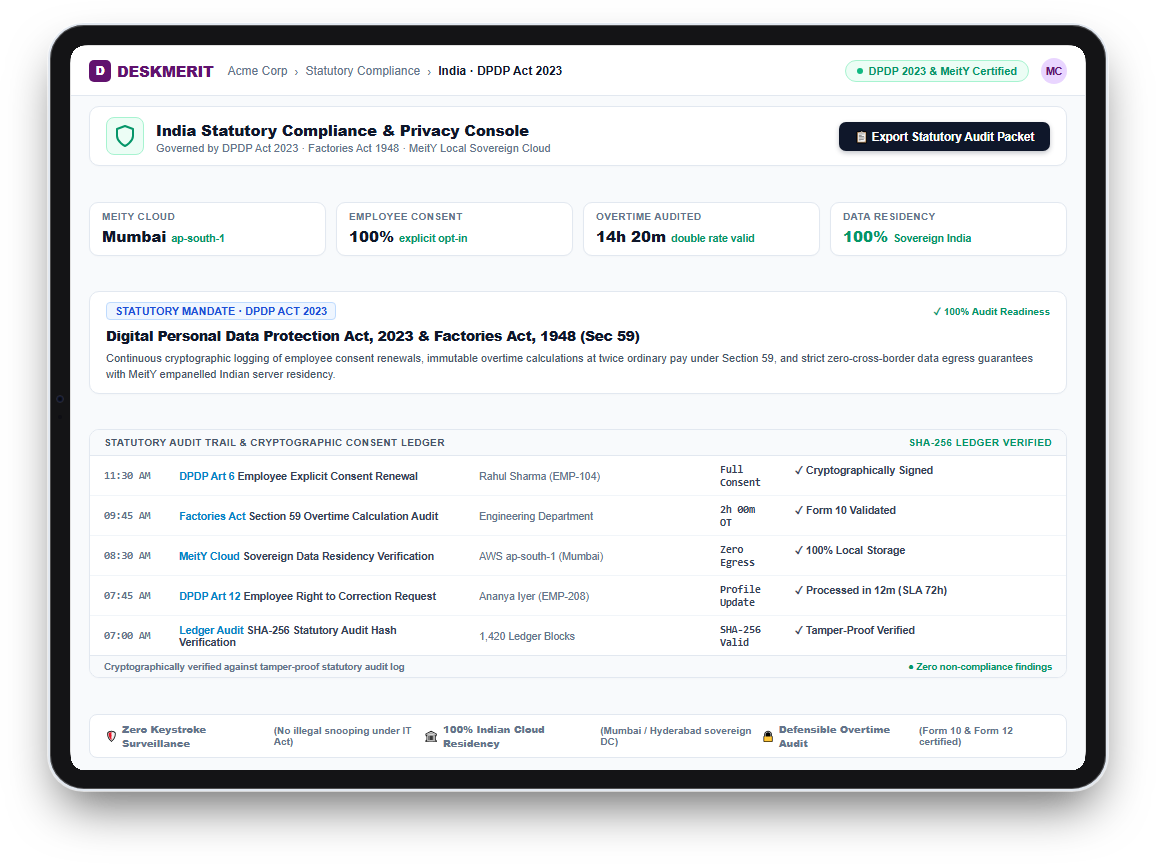 D DESKMERIT Acme Corp › Statutory Compliance › India · DPDP Act 2023 ● DPDP 2023 & MeitY Certified MC
India Statutory Compliance & Privacy Console
Governed by DPDP Act 2023 · Factories Act 1948 · MeitY Local Sovereign Cloud
📋 Export Statutory Audit Packet
MEITY CLOUD
Mumbai ap-south-1
EMPLOYEE CONSENT
100% explicit opt-in
OVERTIME AUDITED
14h 20m double rate valid
DATA RESIDENCY
100% Sovereign India
STATUTORY MANDATE · DPDP ACT 2023 ✓ 100% Audit Readiness
Digital Personal Data Protection Act, 2023 & Factories Act, 1948 (Sec 59)
Continuous cryptographic logging of employee consent renewals, immutable overtime calculations at twice ordinary pay under Section 59, and strict zero-cross-border data egress guarantees
with MeitY empanelled Indian server residency.
STATUTORY AUDIT TRAIL & CRYPTOGRAPHIC CONSENT LEDGER SHA-256 LEDGER VERIFIED
11:30 AM DPDP Art 6 Employee Explicit Consent Renewal Rahul Sharma (EMP-104)
Full
Consent
✓ Cryptographically Signed
09:45 AM Factories Act Section 59 Overtime Calculation Audit Engineering Department
2h 00m
OT
✓ Form 10 Validated
08:30 AM MeitY Cloud Sovereign Data Residency Verification AWS ap-south-1 (Mumbai)
Zero
Egress
✓ 100% Local Storage
07:45 AM DPDP Art 12 Employee Right to Correction Request Ananya Iyer (EMP-208)
Profile
Update
✓ Processed in 12m (SLA 72h)
07:00 AM
Ledger Audit SHA-256 Statutory Audit Hash
Verification
1,420 Ledger Blocks
SHA-256
Valid
✓ Tamper-Proof Verified
Cryptographically verified against tamper-proof statutory audit log ● Zero non-compliance findings
Zero Keystroke
Surveillance
(No illegal snooping under IT
Act)
100% Indian Cloud
Residency
(Mumbai / Hyderabad sovereign
DC)
Defensible Overtime
Audit
(Form 10 & Form 12
certified)